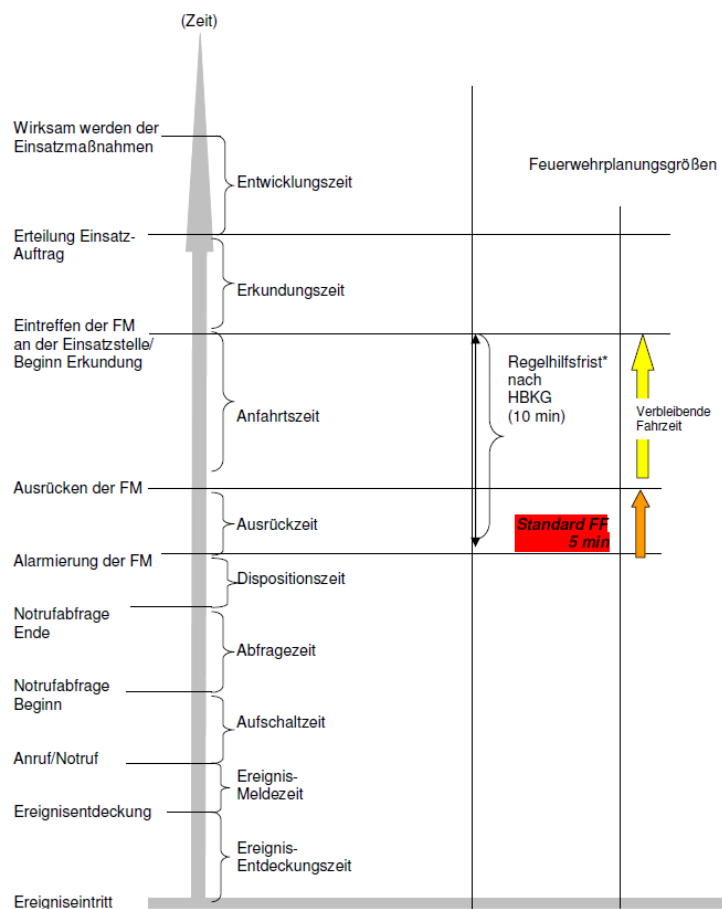 (Zeit)
Wirksam werden der
Einsatzmaßnahmen
Feuerwehrplanungsgrößen
Entwicklungszeit
Erteilung Einsatz-
Auftrag
Erkundungszeit
Eintreffen der FM
an der Einsatzstelle/
Beginn Erkundung
Regelhilfsfrist*
nach
HBKG
(10 min)
Anfahrtszeit
Verbleibende
Fahrzeit
Ausrücken der FM
Ausrückzeit
Standard FF
5 min
Alarmierung der FM
Dispositionszeit
Notrufabfrage
Ende
Abfragezeit
Notrufabfrage
Beginn
Aufschaltzeit
Anruf/Notruf
Ereignis-
Meldezeit
Ereignisentdeckung
Ereignis-
Entdeckungszeit
Ereigniseintritt